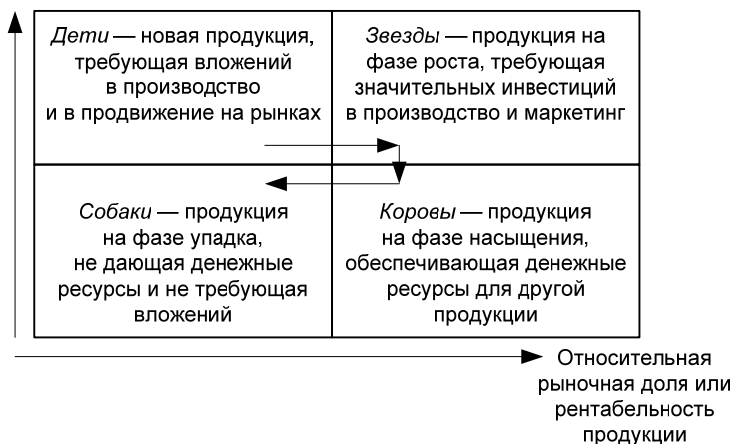 Дети — новая продукция,
требующая вложений
в производство
и в продвижение на рынках
Звезды — продукция на
фазе роста, требующая
значительных инвестиций
в производство и маркетинг
Собаки — продукция
на фазе упадка,
не дающая денежные
ресурсы и не требующая
вложений
Коровы — продукция
на фазе насыщения,
обеспечивающая денежные
ресурсы для другой
продукции
Относительная
рыночная доля или
рентабельность
продукции